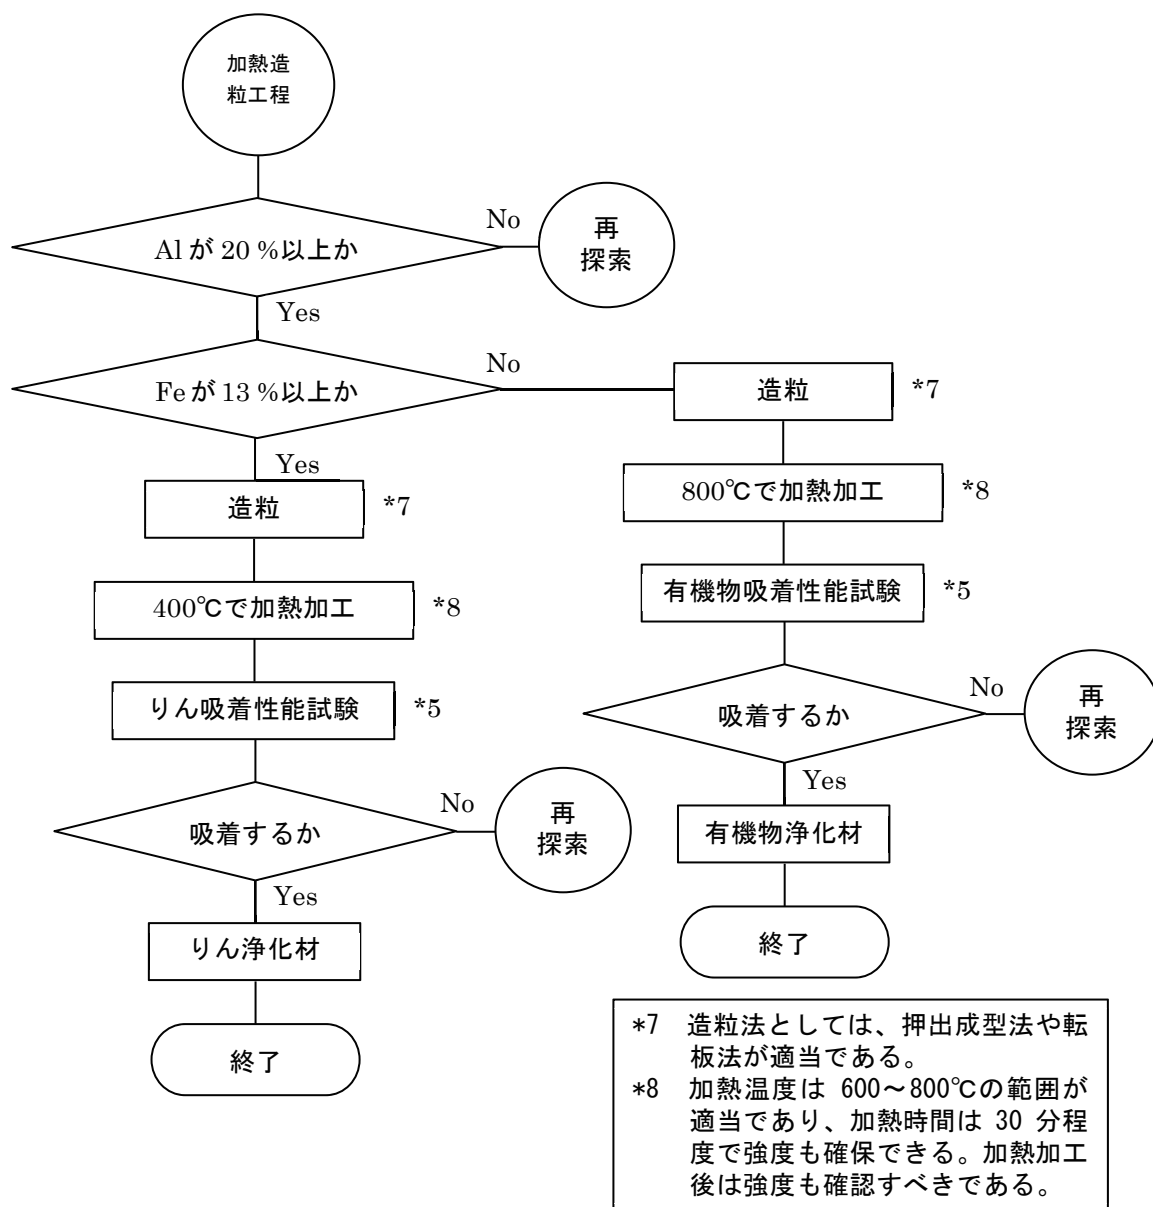 加熱造
粒工程
Alが 20 %以上か
No
再
探索
Yes
Feが 13 %以上か
No
造粒
*7
800℃で加熱加工
*8
有機物吸着性能試験
*5
吸着するか
No
再
探索
Yes
有機物浄化材
終了
Yes
造粒
*7
400℃で加熱加工
*8
りん吸着性能試験
*5
吸着するか
No
再
探索
Yes
りん浄化材
終了
*7 造粒法としては、押出成型法や転
板法が適当である。
*8 加熱温度は 600～800℃の範囲が
適当であり、加熱時間は 30 分程
度で強度も確保できる。加熱加工
後は強度も確認すべきである。